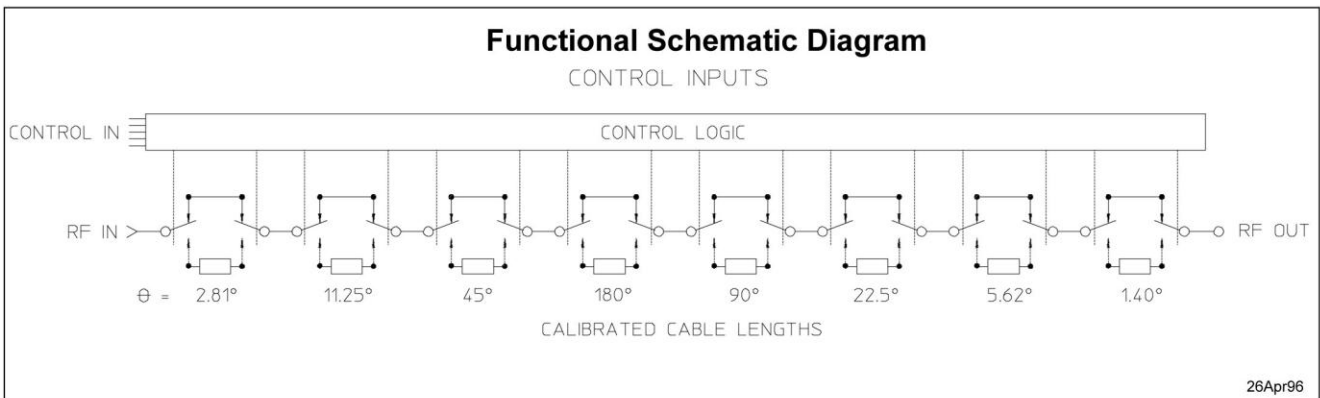 Functional Schematic Diagram
CONTROL INPUTS
CONTROL IN
CONTROL LOGIC
RF IN
RF OUT
θ = 2.81° 11.25° 45° 180° 90° 22.5° 5.62° 1.40°
CALIBRATED CABLE LENGTHS
26Apr96